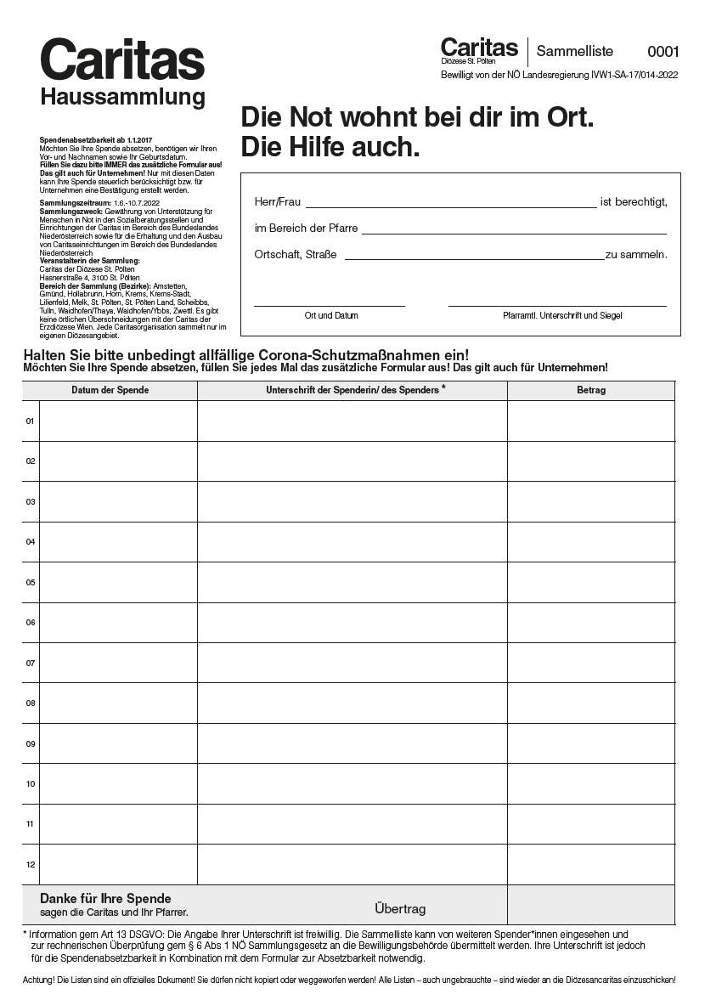 Caritas
Haussammlung
Caritas
Diözese St. Pölten
Sammelliste 0001
Bewilligt von der NÖ Landesregierung IVW1-SA-17/014-2022
Die Not wohnt bei dir im Ort.
Die Hilfe auch.
Spendenabsetzbarkeit ab 1.1.2017
Möchten Sie Ihre Spende absetzen, benötigen wir Ihren
Vor- und Nachnamen sowie Ihr Geburtsdatum.
Füllen Sie dazu bitte IMMER das zusätzliche Formular aus!
Das gilt auch für Unternehmen! Nur mit diesen Daten
kann Ihre Spende steuerlich berücksichtigt bzw. für
Unternehmen eine Bestätigung erstellt werden.
Sammlungszeitraum: 1.6.-10.7.2022
Sammlungszweck: Gewährung von Unterstützung für
Menschen in Not in den Sozialberatungsstellen und
Einrichtungen der Caritas im Bereich des Bundeslandes
Niederösterreich sowie für die Erhaltung und den Ausbau
von Caritaseinrichtungen im Bereich des Bundeslandes
Niederösterreich
Veranstalterin der Sammlung:
Caritas der Diözese St. Pölten
Hasnerstraße 4, 3100 St. Pölten
Bereich der Sammlung (Bezirke): Amstetten,
Gmünd, Hollabrunn, Horn, Krems, Krems-Stadt,
Lilienfeld, Melk, St. Pölten, St. Pölten Land, Scheibbs,
Tulln, Waidhofen/Thaya, Waidhofen/Ybbs, Zwettl. Es gibt
keine örtlichen Überschneidungen mit der Caritas der
Erzdiözese Wien. Jede Caritasorganisation sammelt nur im
eigenen Diözesangebiet.
Herr/Frau ist berechtigt,
im Bereich der Pfarre
Ortschaft, Straße zu sammeln.
Ort und Datum Pfarramtl. Unterschrift und Siegel
Halten Sie bitte unbedingt allfällige Corona-Schutzmaßnahmen ein!
Möchten Sie Ihre Spende absetzen, füllen Sie jedes Mal das zusätzliche Formular aus! Das gilt auch für Unternehmen!
Datum der Spende Unterschrift der Spenderin/ des Spenders * Betrag
01
02
03
04
05
06
07
08
09
10
11
12
Danke für Ihre Spende
sagen die Caritas und Ihr Pfarrer.
Übertrag
* Information gem Art 13 DSGVO: Die Angabe Ihrer Unterschrift ist freiwillig. Die Sammelliste kann von weiteren Spender*innen eingesehen und
zur rechnerischen Überprüfung gem § 6 Abs 1 NÖ Sammlungsgesetz an die Bewilligungsbehörde übermittelt werden. Ihre Unterschrift ist jedoch
für die Spendenabsetzbarkeit in Kombination mit dem Formular zur Absetzbarkeit notwendig.
Achtung! Die Listen sind ein offizielles Dokument! Sie dürfen nicht kopiert oder weggeworfen werden! Alle Listen – auch ungebrauchte – sind wieder an die Diözesancaritas einzuschicken!